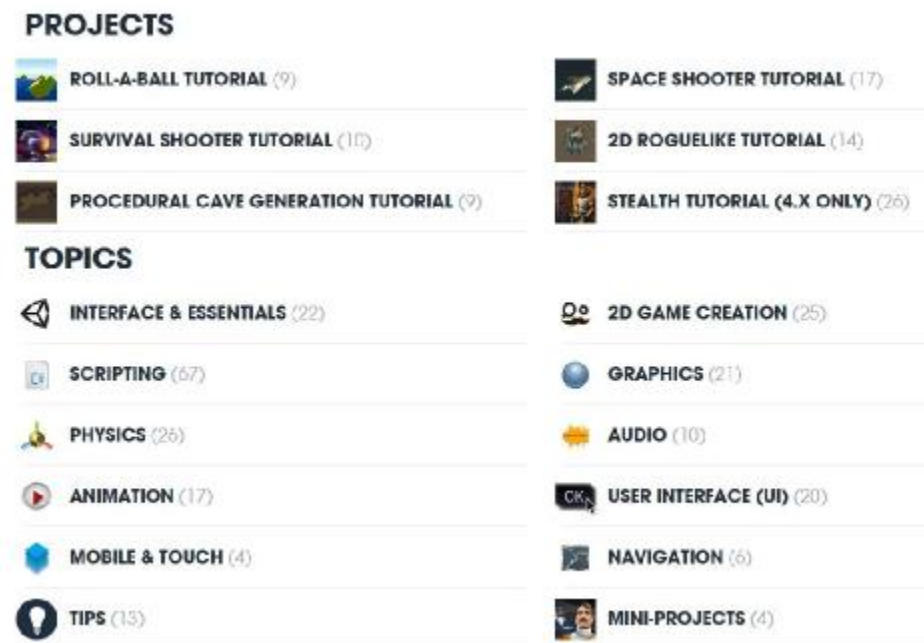 PROJECTS
ROLL-A-BALL TUTORIAL (9)
SPACE SHOOTER TUTORIAL (17)
SURVIVAL SHOOTER TUTORIAL (10)
2D ROGUELIKE TUTORIAL (14)
PROCEDURAL CAVE GENERATION TUTORIAL (9)
STEALTH TUTORIAL (4.X ONLY) (26)
TOPICS
INTERFACE & ESSENTIALS (22)
2D GAME CREATION (25)
SCRIPTING (67)
GRAPHICS (21)
PHYSICS (26)
AUDIO (10)
ANIMATION (17)
OK
USER INTERFACE (UI) (20)
MOBILE & TOUCH (4)
NAVIGATION (6)
TIPS (13)
MINI-PROJECTS (4)